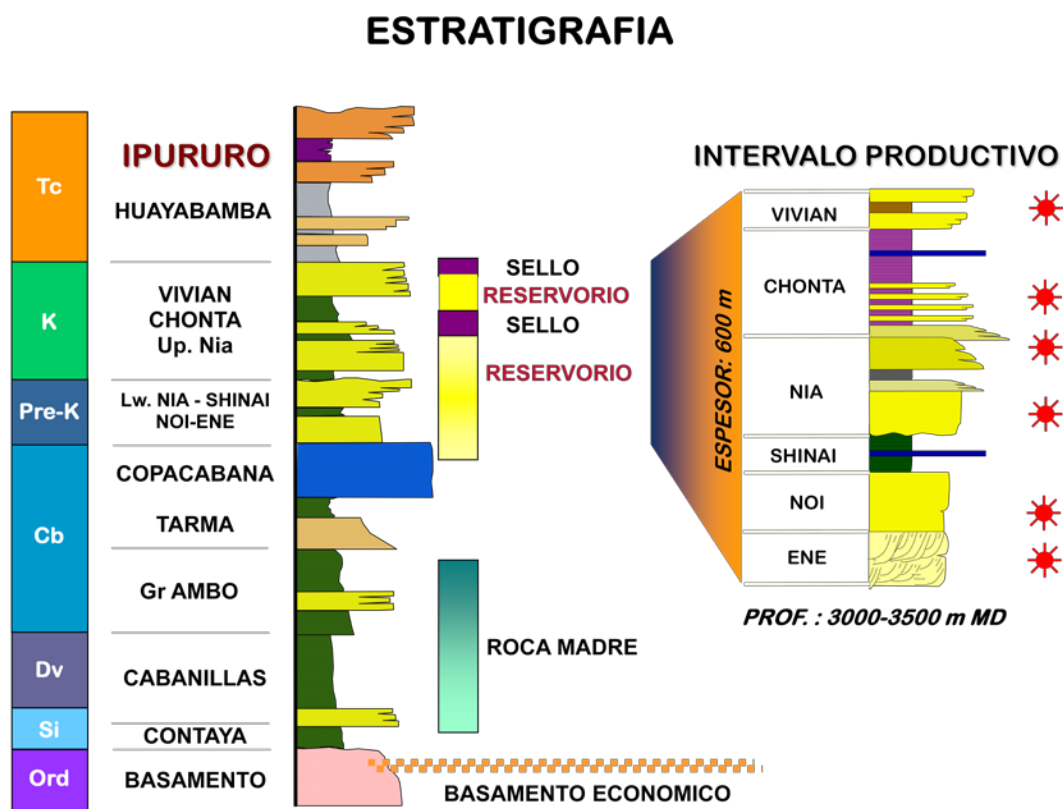 ESTRATIGRAFIA
Tc
K
Pre-K
Cb
Dv
Si
Ord
IPURURO
HUAYABAMBA
VIVIAN
CHONTA
Up. Nia
Lw. NIA - SHINAI
NOI-ENE
COPACABANA
TARMA
Gr AMBO
CABANILLAS
CONTAYA
BASAMENTO
SELLO
RESERVORIO
SELLO
RESERVORIO
ROCA MADRE
BASAMENTO ECONOMICO
INTERVALO PRODUCTIVO
ESPESOR: 600 m
VIVIAN
CHONTA
NIA
SHINAI
NOI
ENE
PROF. : 3000-3500 m MD